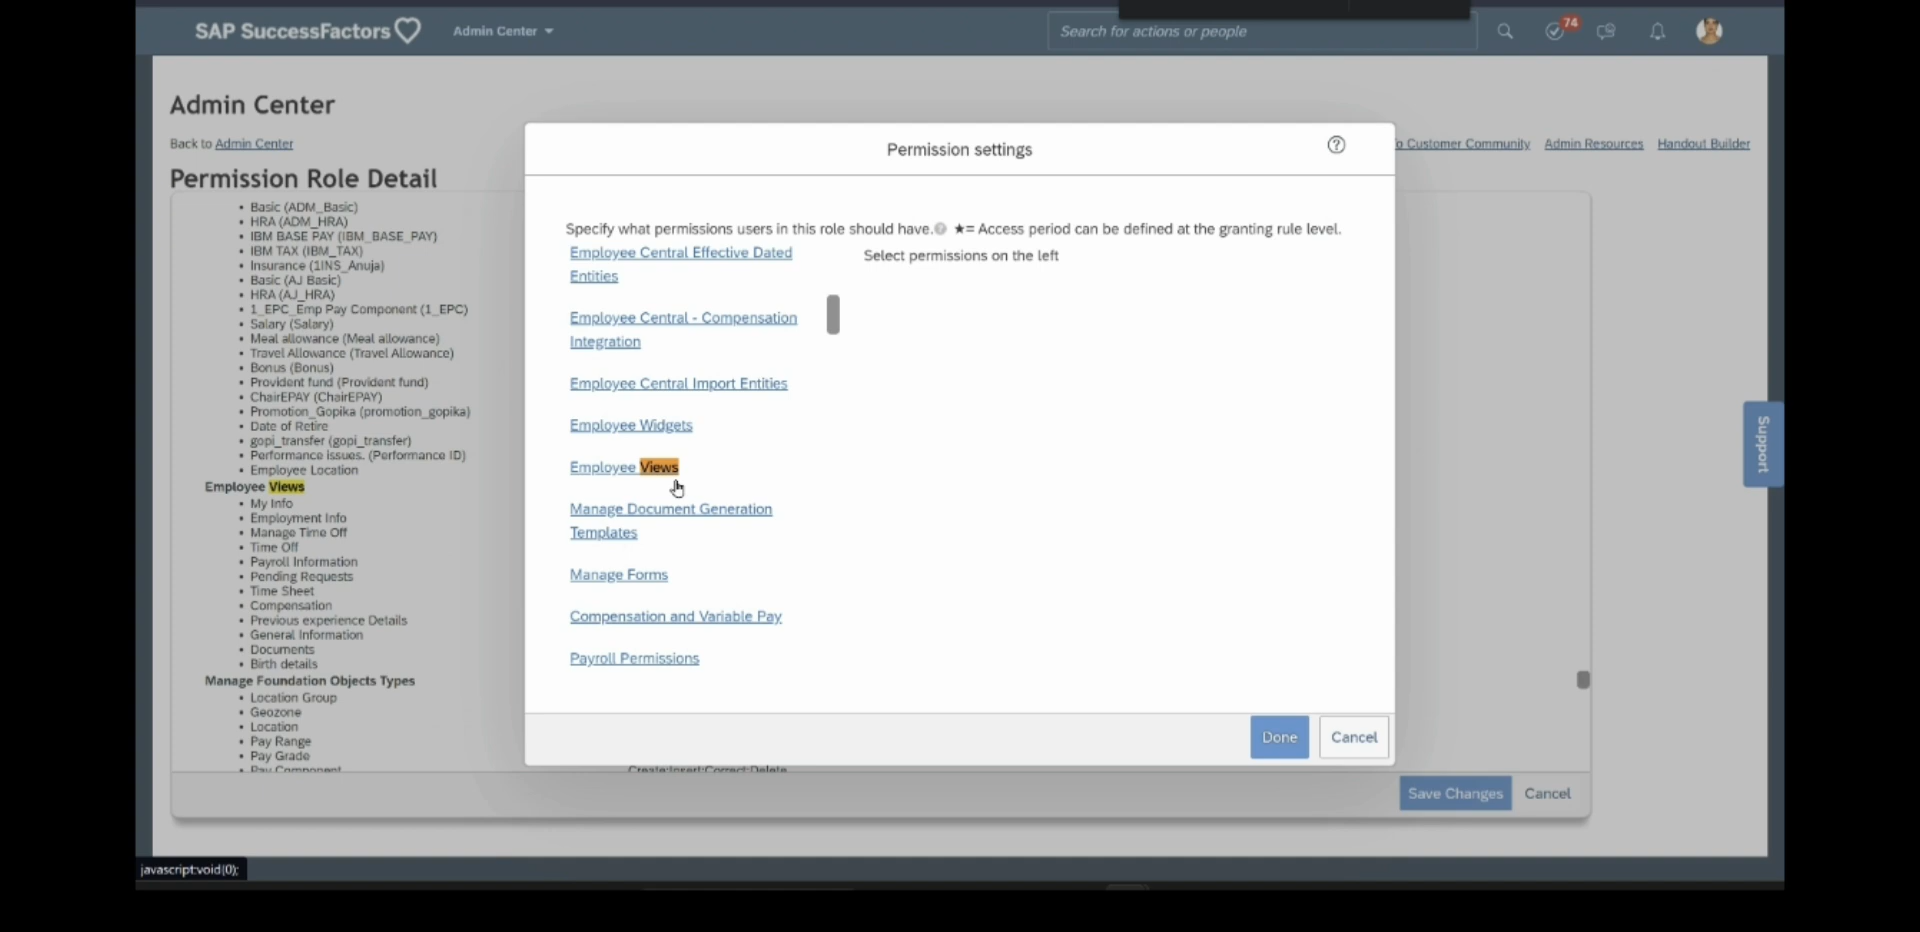 SAP SuccessFactors
Admin Center
Search for actions or people
74
Admin Center
Back to Admin Center
Customer Community
Admin Resources
Handout Builder
Permission Role Detail
• Basic (ADM_Basic)
• HRA (ADM_HRA)
• IBM BASE PAY (IBM_BASE_PAY)
• IBM TAX (IBM_TAX)
• Insurance (1INS_Anuja)
• Basic (AJ Basic)
• HRA (AJ_HRA)
• 1_EPC_Emp Pay Component (1_EPC)
• Salary (Salary)
• Meal allowance (Meal allowance)
• Travel Allowance (Travel Allowance)
• Bonus (Bonus)
• Provident fund (Provident fund)
• ChairEPAY (ChairEPAY)
• Promotion_Gopika (promotion_gopika)
• Date of Retire
• gopi_transfer (gopi_transfer)
• Performance issues. (Performance ID)
• Employee Location
Employee Views
• My Info
• Employment Info
• Manage Time Off
• Time Off
• Payroll Information
• Pending Requests
• Time Sheet
• Compensation
• Previous experience Details
• General Information
• Documents
• Birth details
Manage Foundation Objects Types
• Location Group
• Geozone
• Location
• Pay Range
• Pay Grade
• Pay Component
Create;Insert;Correct;Delete
Permission settings
Specify what permissions users in this role should have. ★= Access period can be defined at the granting rule level.
Employee Central Effective Dated
Entities
Employee Central - Compensation
Integration
Employee Central Import Entities
Employee Widgets
Employee Views
Manage Document Generation
Templates
Manage Forms
Compensation and Variable Pay
Payroll Permissions
Select permissions on the left
Done
Cancel
Save Changes
Cancel
Support
javascript:void(0);